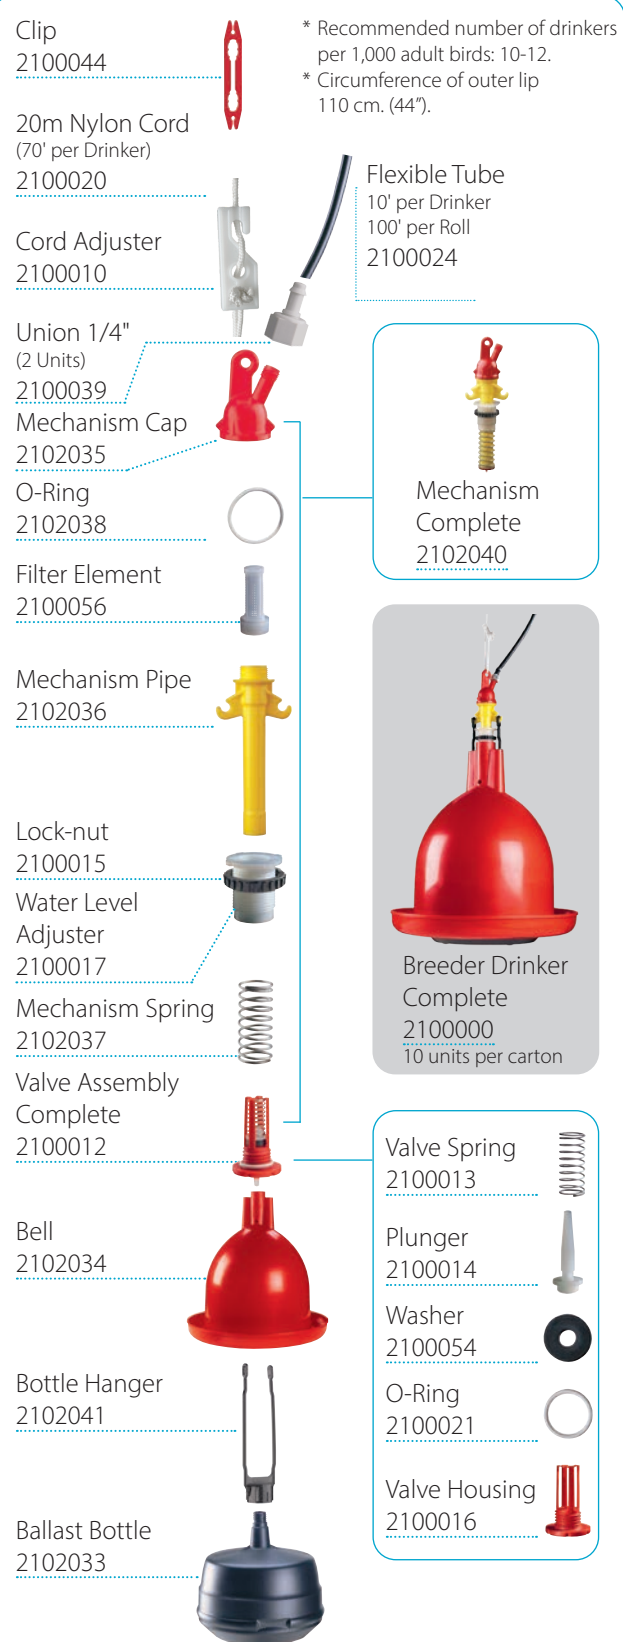 Clip
2100044
* Recommended number of drinkers
per 1,000 adult birds: 10-12.
* Circumference of outer lip
110 cm. (44”).
20m Nylon Cord
(70' per Drinker)
2100020
Flexible Tube
10' per Drinker
100' per Roll
2100024
Cord Adjuster
2100010
Union 1/4"
(2 Units)
2100039
Mechanism Cap
2102035
O-Ring
2102038
Filter Element
2100056
Mechanism Pipe
2102036
Lock-nut
2100015
Water Level
Adjuster
2100017
Mechanism Spring
2102037
Valve Assembly
Complete
2100012
Bell
2102034
Bottle Hanger
2102041
Ballast Bottle
2102033
Mechanism
Complete
2102040
Breeder Drinker
Complete
2100000
10 units per carton
Valve Spring
2100013
Plunger
2100014
Washer
2100054
O-Ring
2100021
Valve Housing
2100016